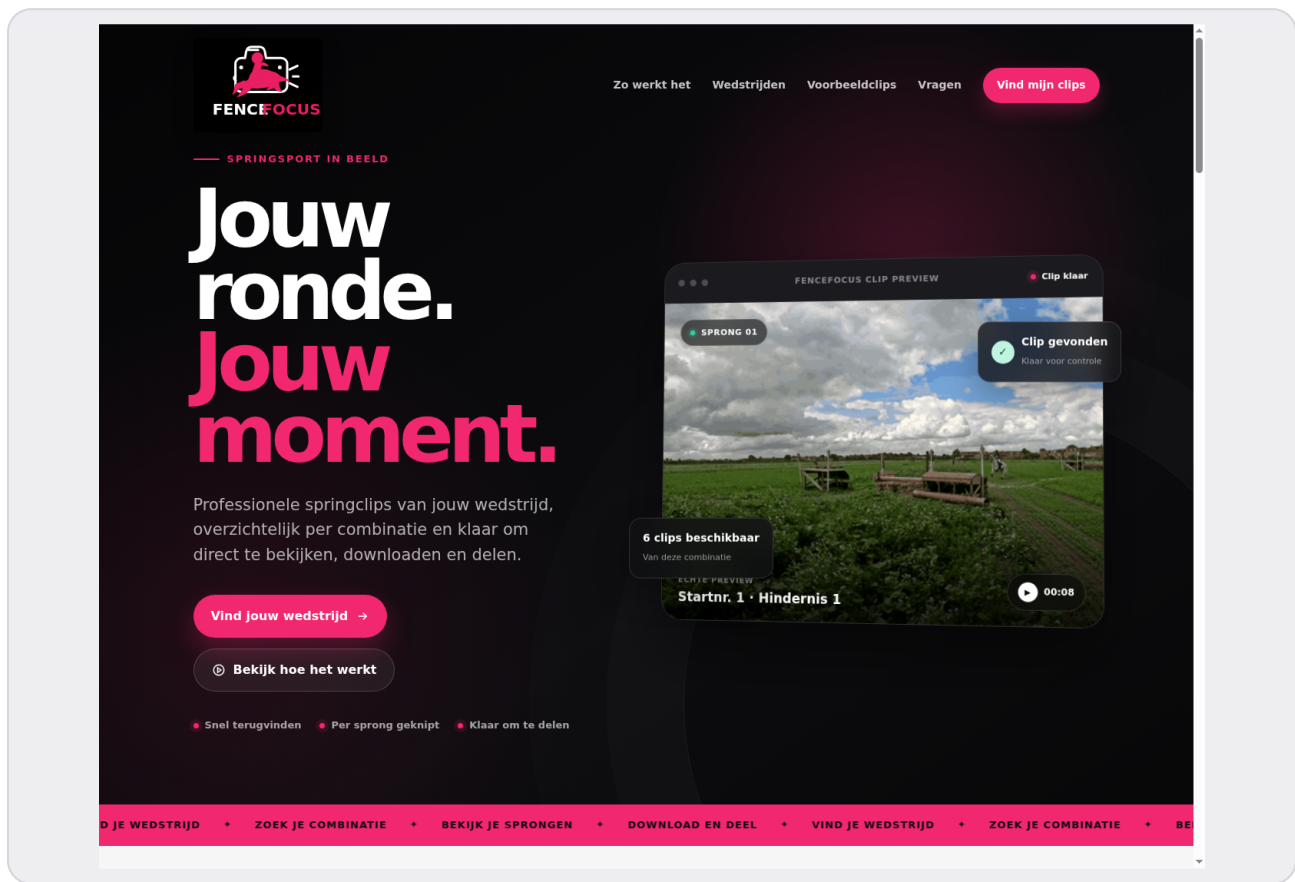 FENCEFOCUS
Zo werkt het
Wedstrijden
Voorbeeldclips
Vragen
Vind mijn clips
SPRINGSPORT IN BEELD
Jouw
ronde.
Jouw
moment.
Professionele springclips van jouw wedstrijd,
overzichtelijk per combinatie en klaar om
direct te bekijken, downloaden en delen.
Vind jouw wedstrijd →
Bekijk hoe het werkt
Snel terugvinden
Per sprong geknipt
Klaar om te delen
FENCEFOCUS CLIP PREVIEW
Clip klaar
SPRONG 01
Clip gevonden
Klaar voor controle
6 clips beschikbaar
Van deze combinatie
ECHTE PREVIEW
Startnr. 1 · Hindernis 1
00:08
D JE WEDSTRIJD ✦ ZOEK JE COMBINATIE ✦ BEKIJK JE SPRONGEN ✦ DOWNLOAD EN DEEL ✦ VIND JE WEDSTRIJD ✦ ZOEK JE COMBINATIE ✦ BE